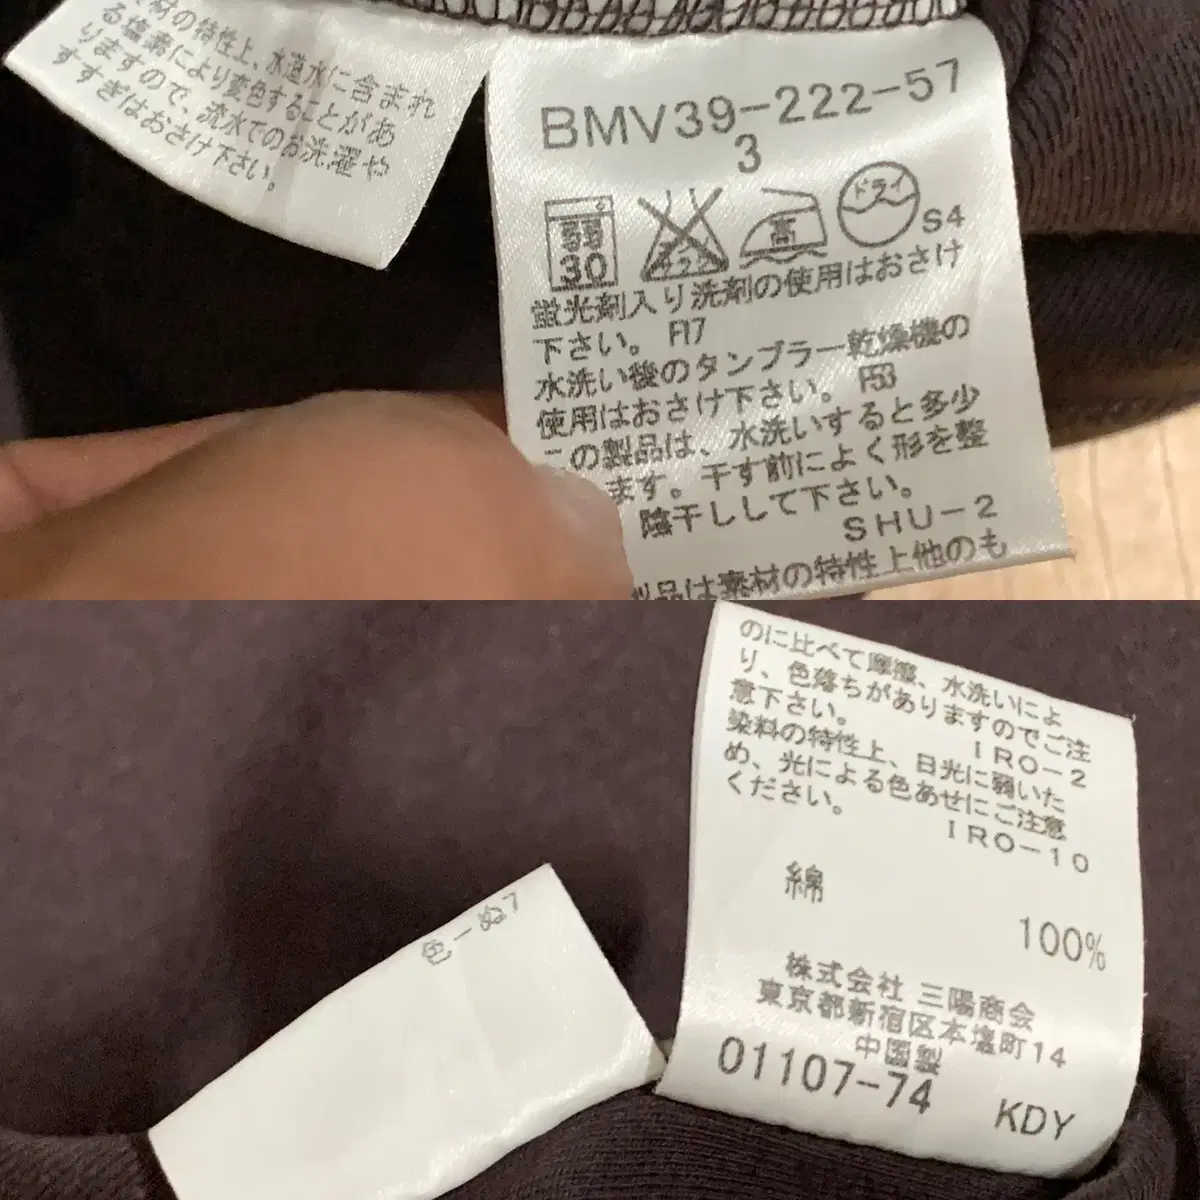 材の特性上、水道水に含まれ
る塩素により変色することがあ
りますので、流水でのお洗濯や
すすぎはおさけ下さい。
BMV39-222-57
3
弱
30
高
ドライ
S4
蛍光剤入り洗剤の使用はおさけ
下さい。 F17
水洗い後のタンブラー乾燥機の
使用はおさけ下さい。 F53
この製品は、水洗いすると多少
ます。干す前によく形を整
陰干しして下さい。
SHU-2
製品は素材の特性上他のも
のに比べて摩擦、水洗いによ
り、色落ちがありますのでご注
意下さい。 IRO-2
染料の特性上、日光に弱いた
め、光による色あせにご注意
ください。 IRO-10
綿
100%
株式会社 三陽商会
東京都新宿区本塩町14
中国製
01107-74
KDY
色-ぬ7